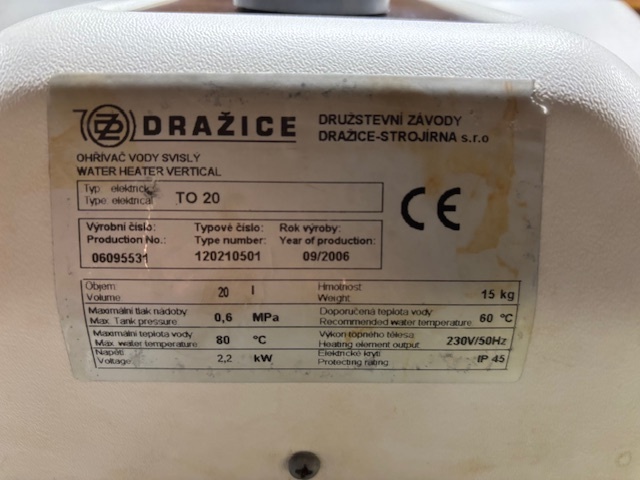 DZ DRAŽICE
DRUŽSTEVNÍ ZÁVODY
DRAŽICE-STROJÍRNA s.r.o
OHŘÍVAČ VODY SVISLÝ
WATER HEATER VERTICAL
Typ elektrick
Type electrical
TO 20
Výrobní číslo:
Production No.:
06095531
Typové číslo:
Type number:
120210501
Rok výroby:
Year of production:
09/2006
CE
Objem
Volume
20 l
Hmotnost
Weight
15 kg
Maximální tlak nádoby
Max. Tank pressure
0,6 MPa
Doporučená teplota vody
Recommended water temperature
60 °C
Maximální teplota vody
Max. water temperature
80 °C
Výkon topného tělesa
Heating element output
230V/50Hz
Napětí
Voltage
2,2 kW
Elektrické krytí
Protecting rating
IP 45